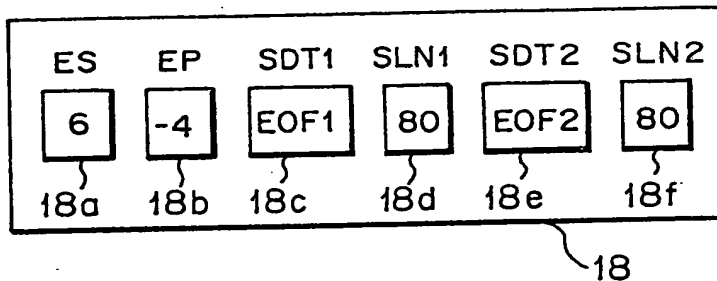 ES EP SDT1 SLN1 SDT2 SLN2
6 -4 EOF1 80 EOF2 80
18a 18b 18c 18d 18e 18f
18